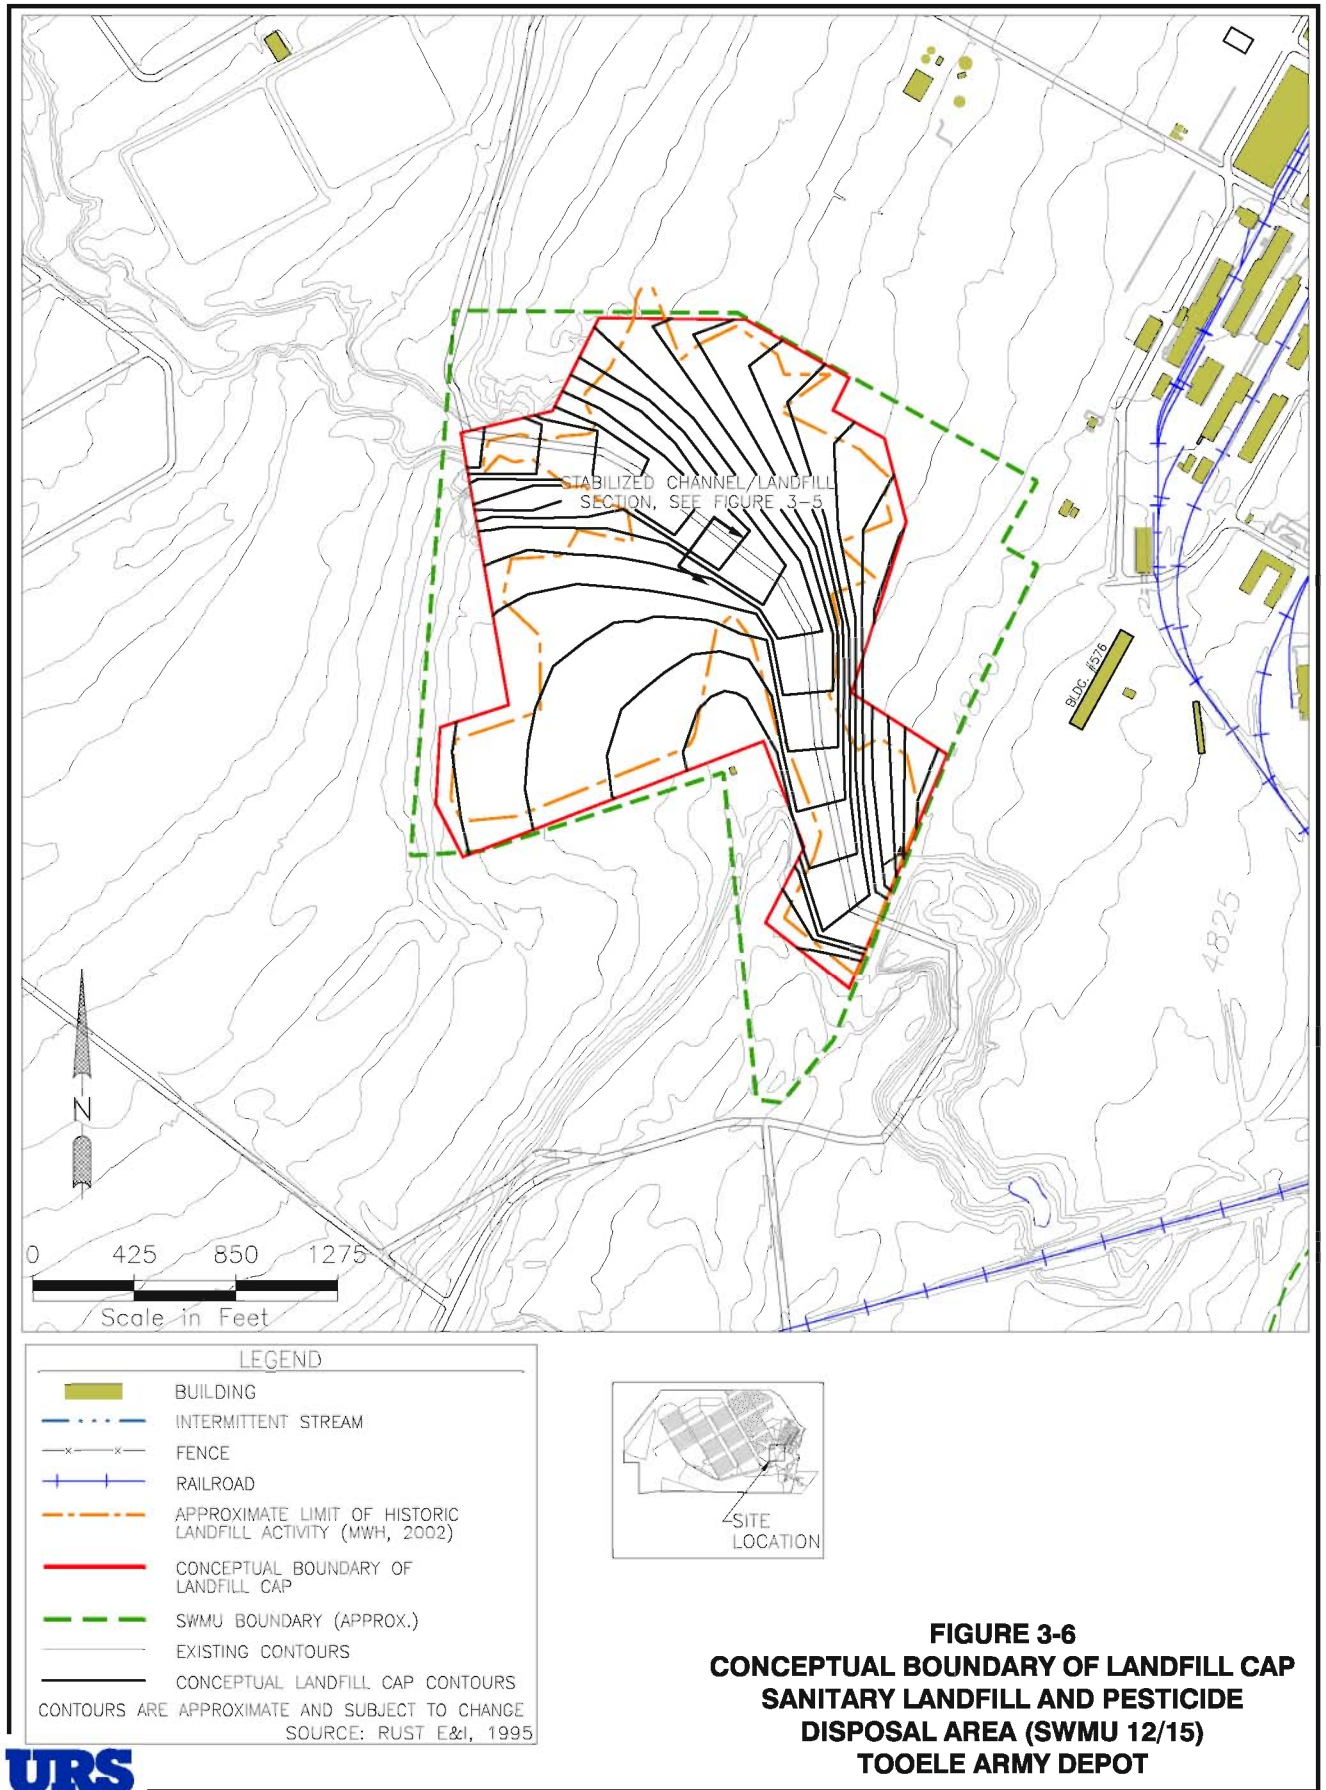 STABILIZED CHANNEL/LANDFILL
SECTION, SEE FIGURE 3-5
BLDG. #576
4800
4825
N
0 425 850 1275
Scale in Feet
LEGEND
BUILDING
INTERMITTENT STREAM
FENCE
RAILROAD
APPROXIMATE LIMIT OF HISTORIC
LANDFILL ACTIVITY (MWH, 2002)
CONCEPTUAL BOUNDARY OF
LANDFILL CAP
SWMU BOUNDARY (APPROX.)
EXISTING CONTOURS
CONCEPTUAL LANDFILL CAP CONTOURS
CONTOURS ARE APPROXIMATE AND SUBJECT TO CHANGE
SOURCE: RUST E&I, 1995
SITE
LOCATION
FIGURE 3-6
CONCEPTUAL BOUNDARY OF LANDFILL CAP
SANITARY LANDFILL AND PESTICIDE
DISPOSAL AREA (SWMU 12/15)
TOOELE ARMY DEPOT
URS